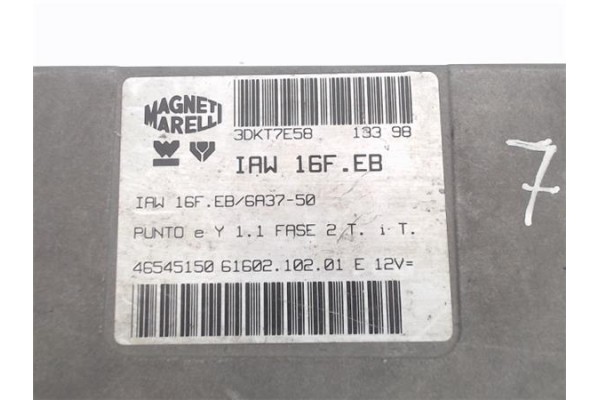 MAGNETI
MARELLI
3DKT7E58 133 98
IAW 16F.EB
IAW 16F.EB/6A37-50
PUNTO e Y 1.1 FASE 2 T. i T.
46545150 61602.102.01 E 12V=
7